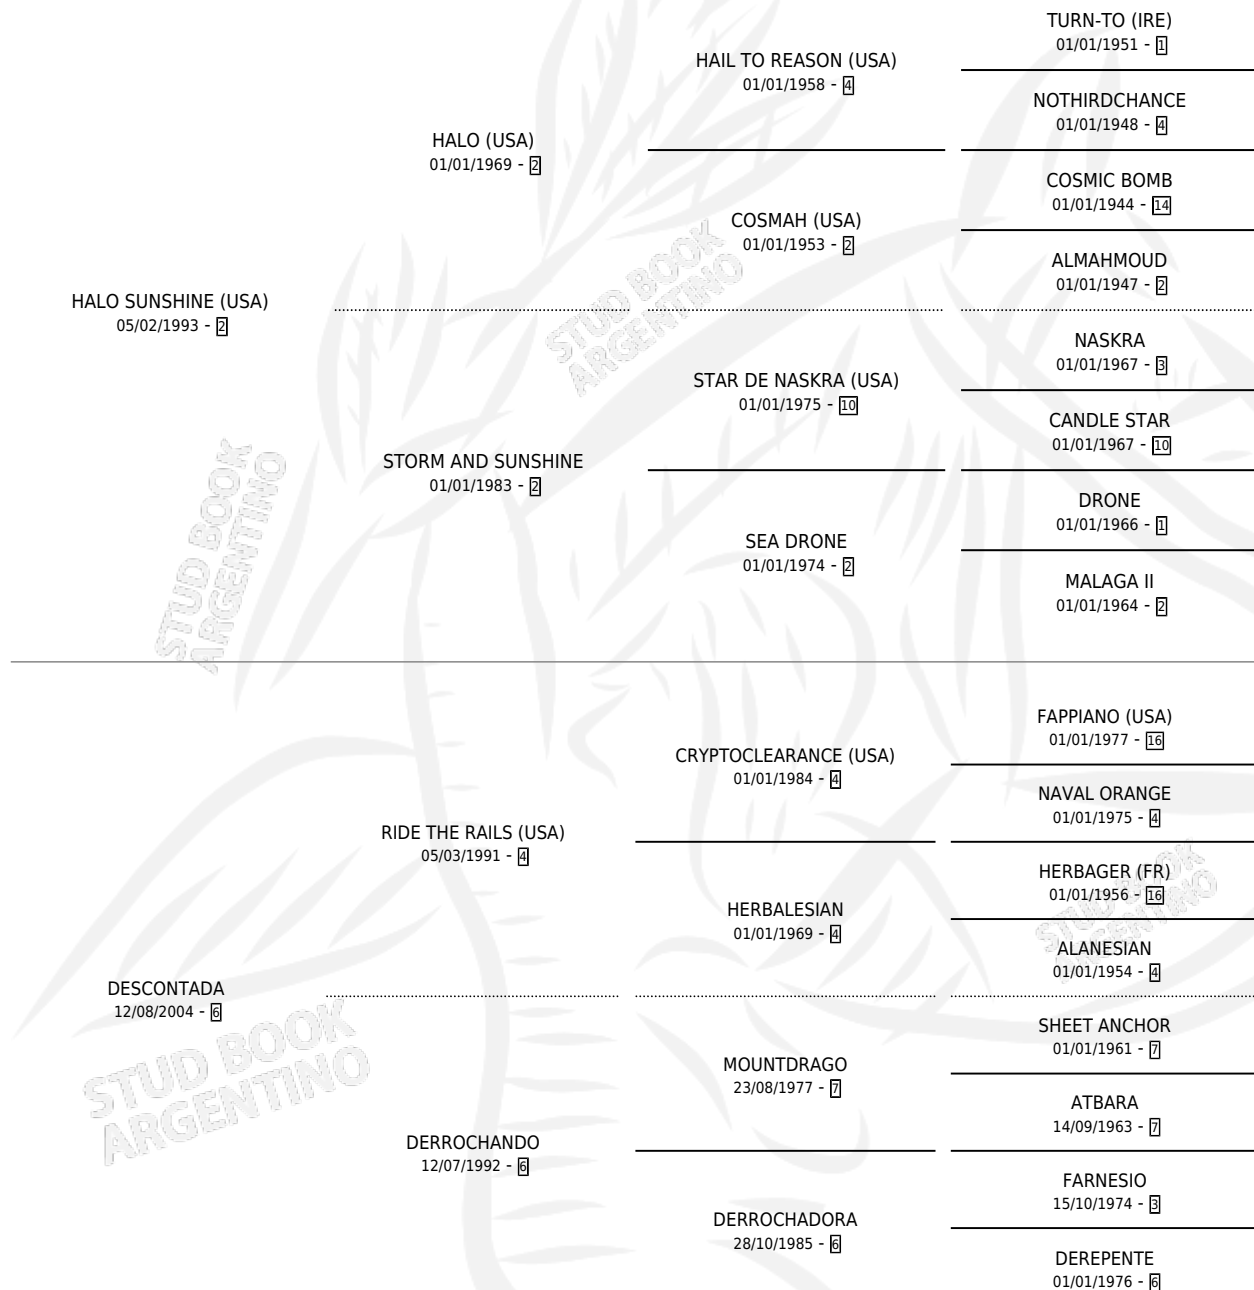 TURN-TO (IRE)
01/01/1951 - 1
HAIL TO REASON (USA)
01/01/1958 - 4
NOTHIRDCHANCE
01/01/1948 - 4
HALO (USA)
01/01/1969 - 2
COSMIC BOMB
01/01/1944 - 14
COSMAH (USA)
01/01/1953 - 2
ALMAHMOUD
01/01/1947 - 2
HALO SUNSHINE (USA)
05/02/1993 - 2
NASKRA
01/01/1967 - 3
STAR DE NASKRA (USA)
01/01/1975 - 10
CANDLE STAR
01/01/1967 - 10
STORM AND SUNSHINE
01/01/1983 - 2
DRONE
01/01/1966 - 1
SEA DRONE
01/01/1974 - 2
MALAGA II
01/01/1964 - 2
FAPPIANO (USA)
01/01/1977 - 16
CRYPTOCLEARANCE (USA)
01/01/1984 - 4
NAVAL ORANGE
01/01/1975 - 4
RIDE THE RAILS (USA)
05/03/1991 - 4
HERBAGER (FR)
01/01/1956 - 16
HERBALESIAN
01/01/1969 - 4
ALANESIAN
01/01/1954 - 4
DESCONTADA
12/08/2004 - 6
SHEET ANCHOR
01/01/1961 - 7
MOUNTDRAGO
23/08/1977 - 7
ATBARA
14/09/1963 - 7
DERROCHANDO
12/07/1992 - 6
FARNESIO
15/10/1974 - 3
DERROCHADORA
28/10/1985 - 6
DEREPENTE
01/01/1976 - 6
STUD BOOK
ARGENTINO
STUD BOOK
ARGENTINO
STUD BOOK
ARGENTINO
STUD BOOK
ARGENTINO